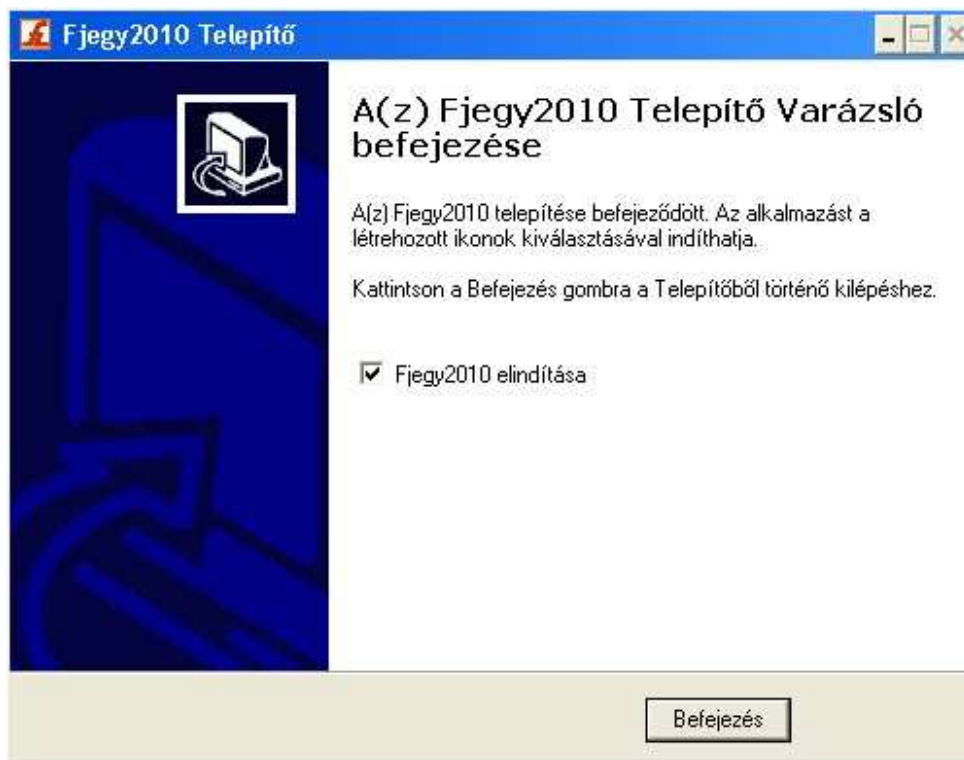 Fjegy2010 Telepítő
A(z) Fjegy2010 Telepítő Varázsló
befejezése
A(z) Fjegy2010 telepítése befejeződött. Az alkalmazást a
létrehozott ikonok kiválasztásával indíthatja.
Kattintson a Befejezés gombra a Telepítőből történő kilépéshez.
Fjegy2010 elindítása
Befejezés